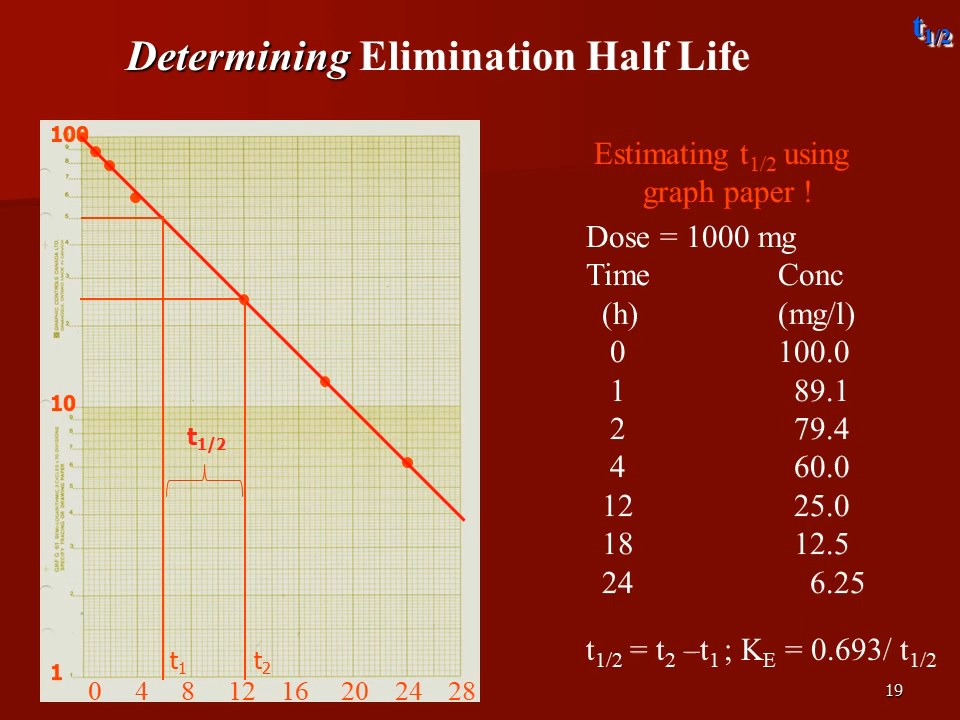 t1/2
Determining Elimination Half Life
100
10
1
t1/2
t1 t2
0 4 8 12 16 20 24 28
Estimating t1/2 using
graph paper !
Dose = 1000 mg
Time Conc
(h) (mg/l)
0 100.0
1 89.1
2 79.4
4 60.0
12 25.0
18 12.5
24 6.25
t1/2 = t2 –t1 ; KE = 0.693/ t1/2
19